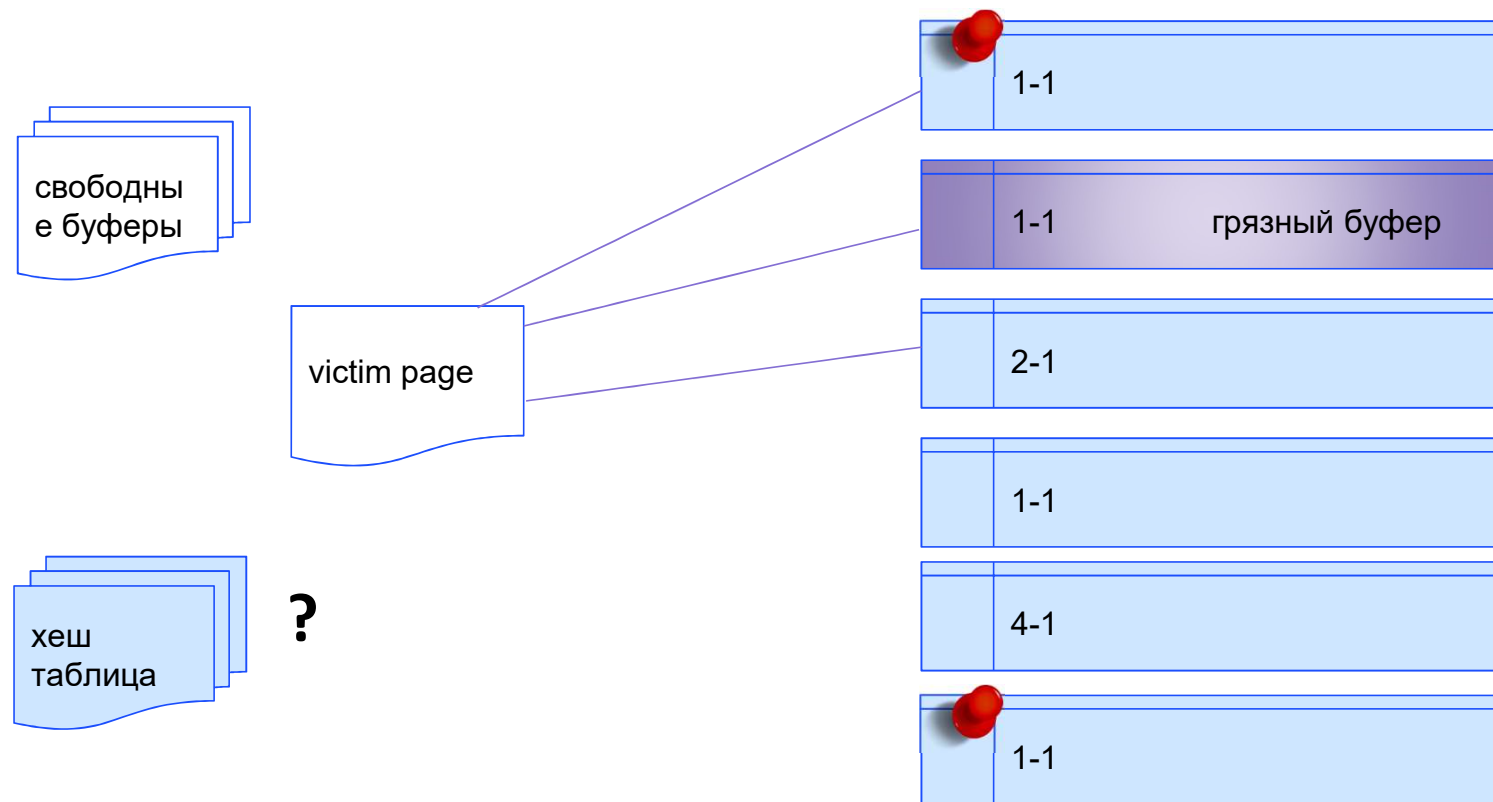 свободны
е буферы
victim page
хеш
таблица
?
1-1
1-1 грязный буфер
2-1
1-1
4-1
1-1